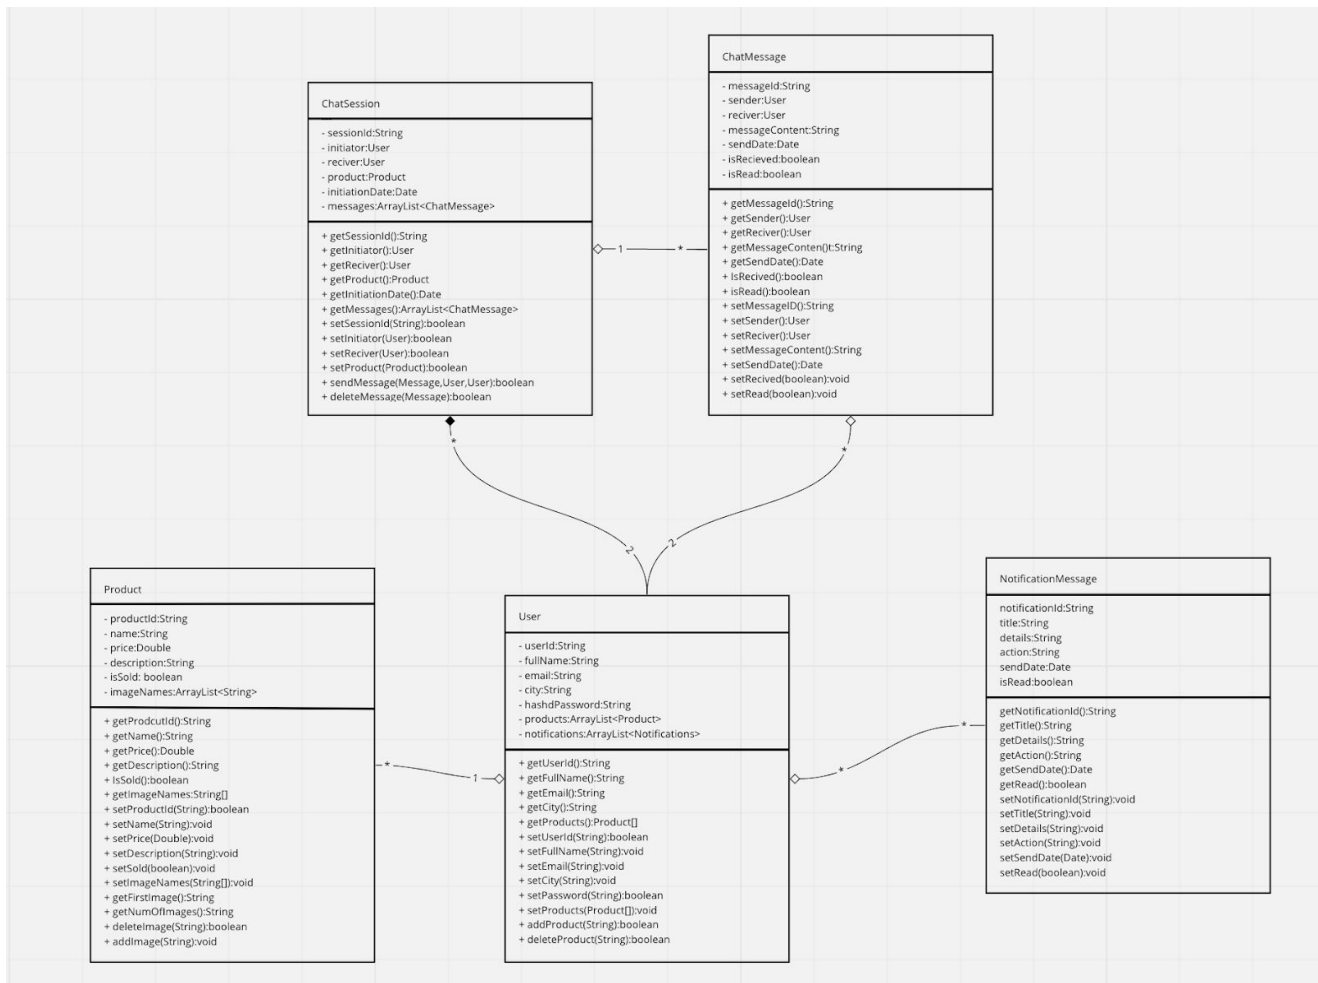 ChatSession
- sessionId:String
- initiator:User
- reciver:User
- product:Product
- initiationDate:Date
- messages:ArrayList<ChatMessage>
+ getSessionId():String
+ getInitiator():User
+ getReciver():User
+ getProduct():Product
+ getInitiationDate():Date
+ getMessages():ArrayList<ChatMessage>
+ setSessionId(String):boolean
+ setInitiator(User):boolean
+ setReciver(User):boolean
+ setProduct(Product):boolean
+ sendMessage(Message,User,User):boolean
+ deleteMessage(Message):boolean
1
*
ChatMessage
- messageId:String
- sender:User
- reciver:User
- messageContent:String
- sendDate:Date
- isRecieved:boolean
- isRead:boolean
+ getMessageId():String
+ getSender():User
+ getReciver():User
+ getMessageConten()t:String
+ getSendDate():Date
+ IsRecived():boolean
+ isRead():boolean
+ setMessageID():String
+ setSender():User
+ setReciver():User
+ setMessageContent():String
+ setSendDate():Date
+ setRecived(boolean):void
+ setRead(boolean):void
*
*
2
2
Product
- productId:String
- name:String
- price:Double
- description:String
- isSold: boolean
- imageNames:ArrayList<String>
+ getProdcutId():String
+ getName():String
+ getPrice():Double
+ getDescription():String
+ IsSold():boolean
+ getImageNames:String[]
+ setProductId(String):boolean
+ setName(String):void
+ setPrice(Double):void
+ setDescription(String):void
+ setSold(boolean):void
+ setImageNames(String[]):void
+ getFirstImage():String
+ getNumOfImages():String
+ deleteImage(String):boolean
+ addImage(String):void
*
1
User
- userId:String
- fullName:String
- email:String
- city:String
- hashdPassword:String
- products:ArrayList<Product>
- notifications:ArrayList<Notifications>
+ getUserId():String
+ getFullName():String
+ getEmail():String
+ getCity():String
+ getProducts():Product[]
+ setUserId(String):boolean
+ setFullName(String):void
+ setEmail(String):void
+ setCity(String):void
+ setPassword(String):boolean
+ setProducts(Product[]):void
+ addProduct(String):boolean
+ deleteProduct(String):boolean
*
*
NotificationMessage
notificationId:String
title:String
details:String
action:String
sendDate:Date
isRead:boolean
getNotificationId():String
getTitle():String
getDetails():String
getAction():String
getSendDate():Date
getRead():boolean
setNotificationId(String):void
setTitle(String):void
setDetails(String):void
setAction(String):void
setSendDate(Date):void
setRead(boolean):void